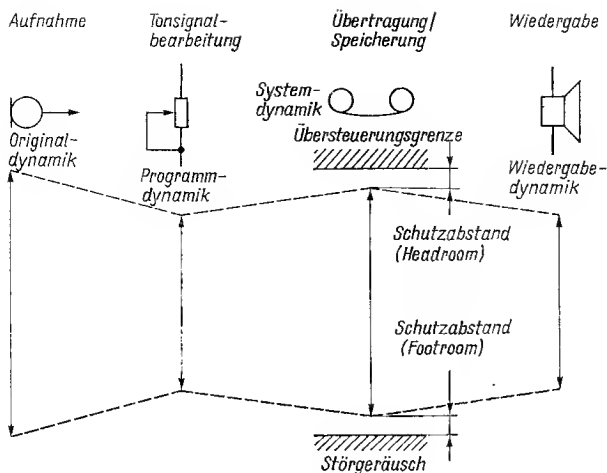 Aufnahme
Tonsignal-
bearbeitung
Übertragung/
Speicherung
Wiedergabe
System-
dynamik
Original-
dynamik
Programm-
dynamik
Übersteuerungsgrenze
Wiedergabe-
dynamik
Schutzabstand
(Headroom)
Schutzabstand
(Footroom)
Störgeräusch